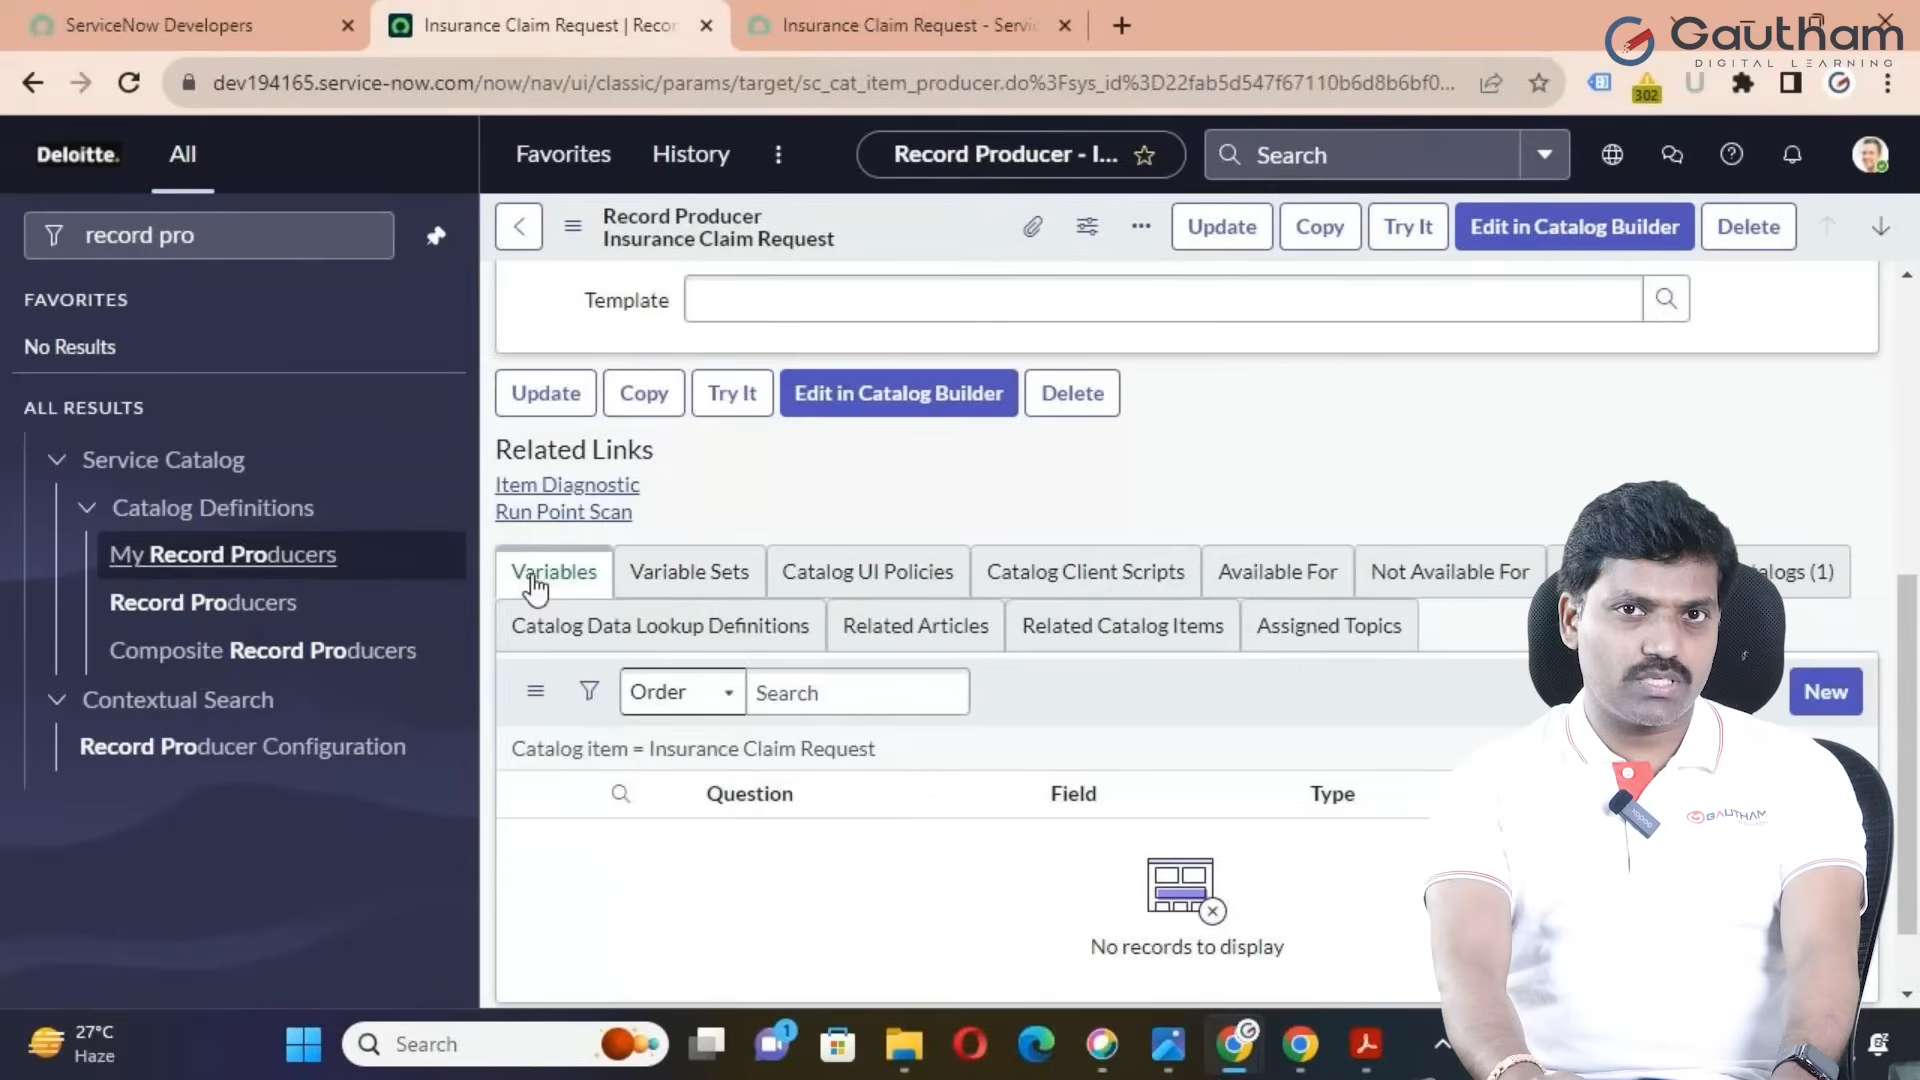 ServiceNow Developers
Insurance Claim Request | Recor
Insurance Claim Request - Servic
Gautham
DIGITAL LEARNING
dev194165.service-now.com/now/nav/ui/classic/params/target/sc_cat_item_producer.do%3Fsys_id%3D22fab5d547f67110b6d8b6bf0...
302
Deloitte.
All
Favorites
History
Record Producer - I...
Search
record pro
Record Producer
Insurance Claim Request
Update
Copy
Try It
Edit in Catalog Builder
Delete
FAVORITES
No Results
ALL RESULTS
Service Catalog
Catalog Definitions
My Record Producers
Record Producers
Composite Record Producers
Contextual Search
Record Producer Configuration
Template
Update
Copy
Try It
Edit in Catalog Builder
Delete
Related Links
Item Diagnostic
Run Point Scan
Variables
Variable Sets
Catalog UI Policies
Catalog Client Scripts
Available For
Not Available For
alogs (1)
Catalog Data Lookup Definitions
Related Articles
Related Catalog Items
Assigned Topics
Order
Search
New
Catalog item = Insurance Claim Request
Question
Field
Type
No records to display
GAUTHAM
27°C
Haze
Search
1